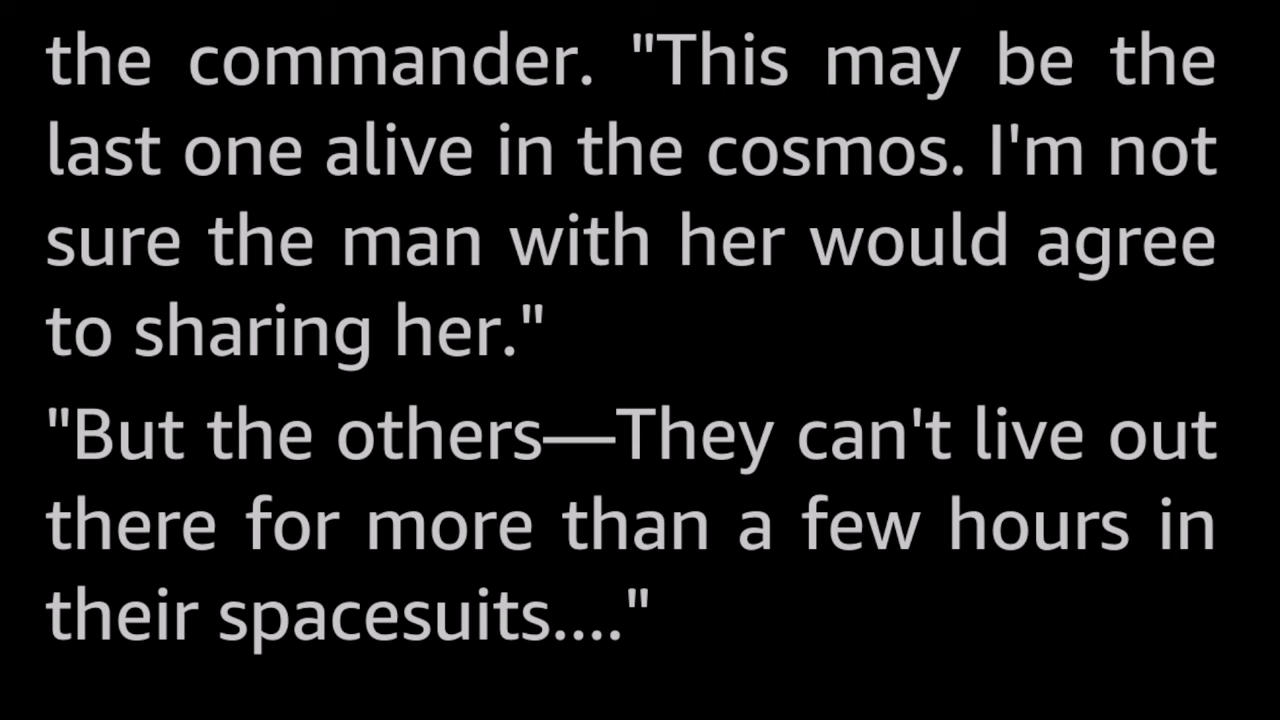 the commander. "This may be the
last one alive in the cosmos. I'm not
sure the man with her would agree
to sharing her."
"But the others—They can't live out
there for more than a few hours in
their spacesuits...."